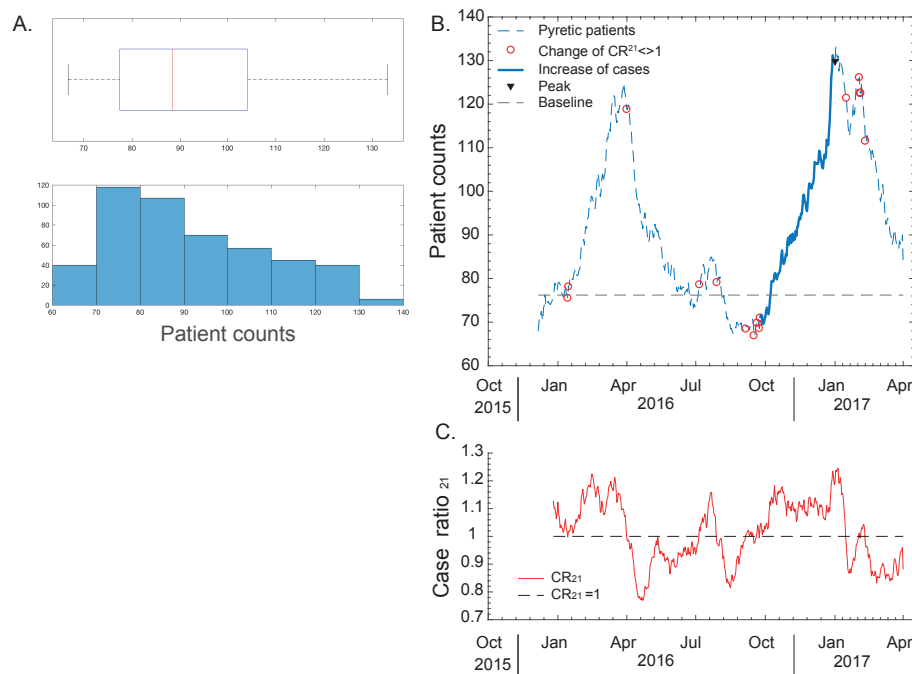 A.
70 80 90 100 110 120 130
120
100
80
60
40
20
0
60 70 80 90 100 110 120 130 140
Patient counts
B.
Patient counts
140
130
120
110
100
90
80
70
60
Pyretic patients
Change of CR²¹<>1
Increase of cases
Peak
Baseline
Oct Jan Apr Jul Oct Jan Apr
2015 2016 2017
C.
Case ratio 21
1.3
1.2
1.1
1
0.9
0.8
0.7
CR21
CR21 =1
Oct Jan Apr Jul Oct Jan Apr
2015 2016 2017